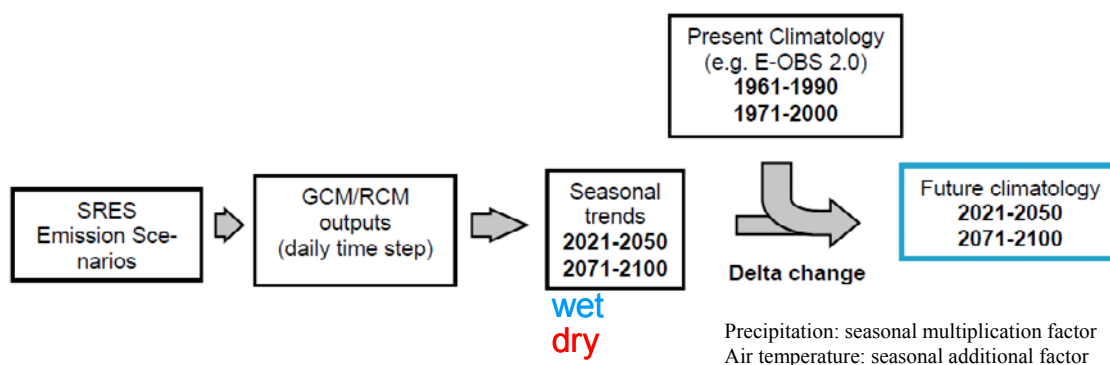 Present Climatology
(e.g. E-OBS 2.0)
1961-1990
1971-2000
SRES
Emission Sce-
narios
GCM/RCM
outputs
(daily time step)
Seasonal
trends
2021-2050
2071-2100
wet
dry
Delta change
Future climatology
2021-2050
2071-2100
Precipitation: seasonal multiplication factor
Air temperature: seasonal additional factor